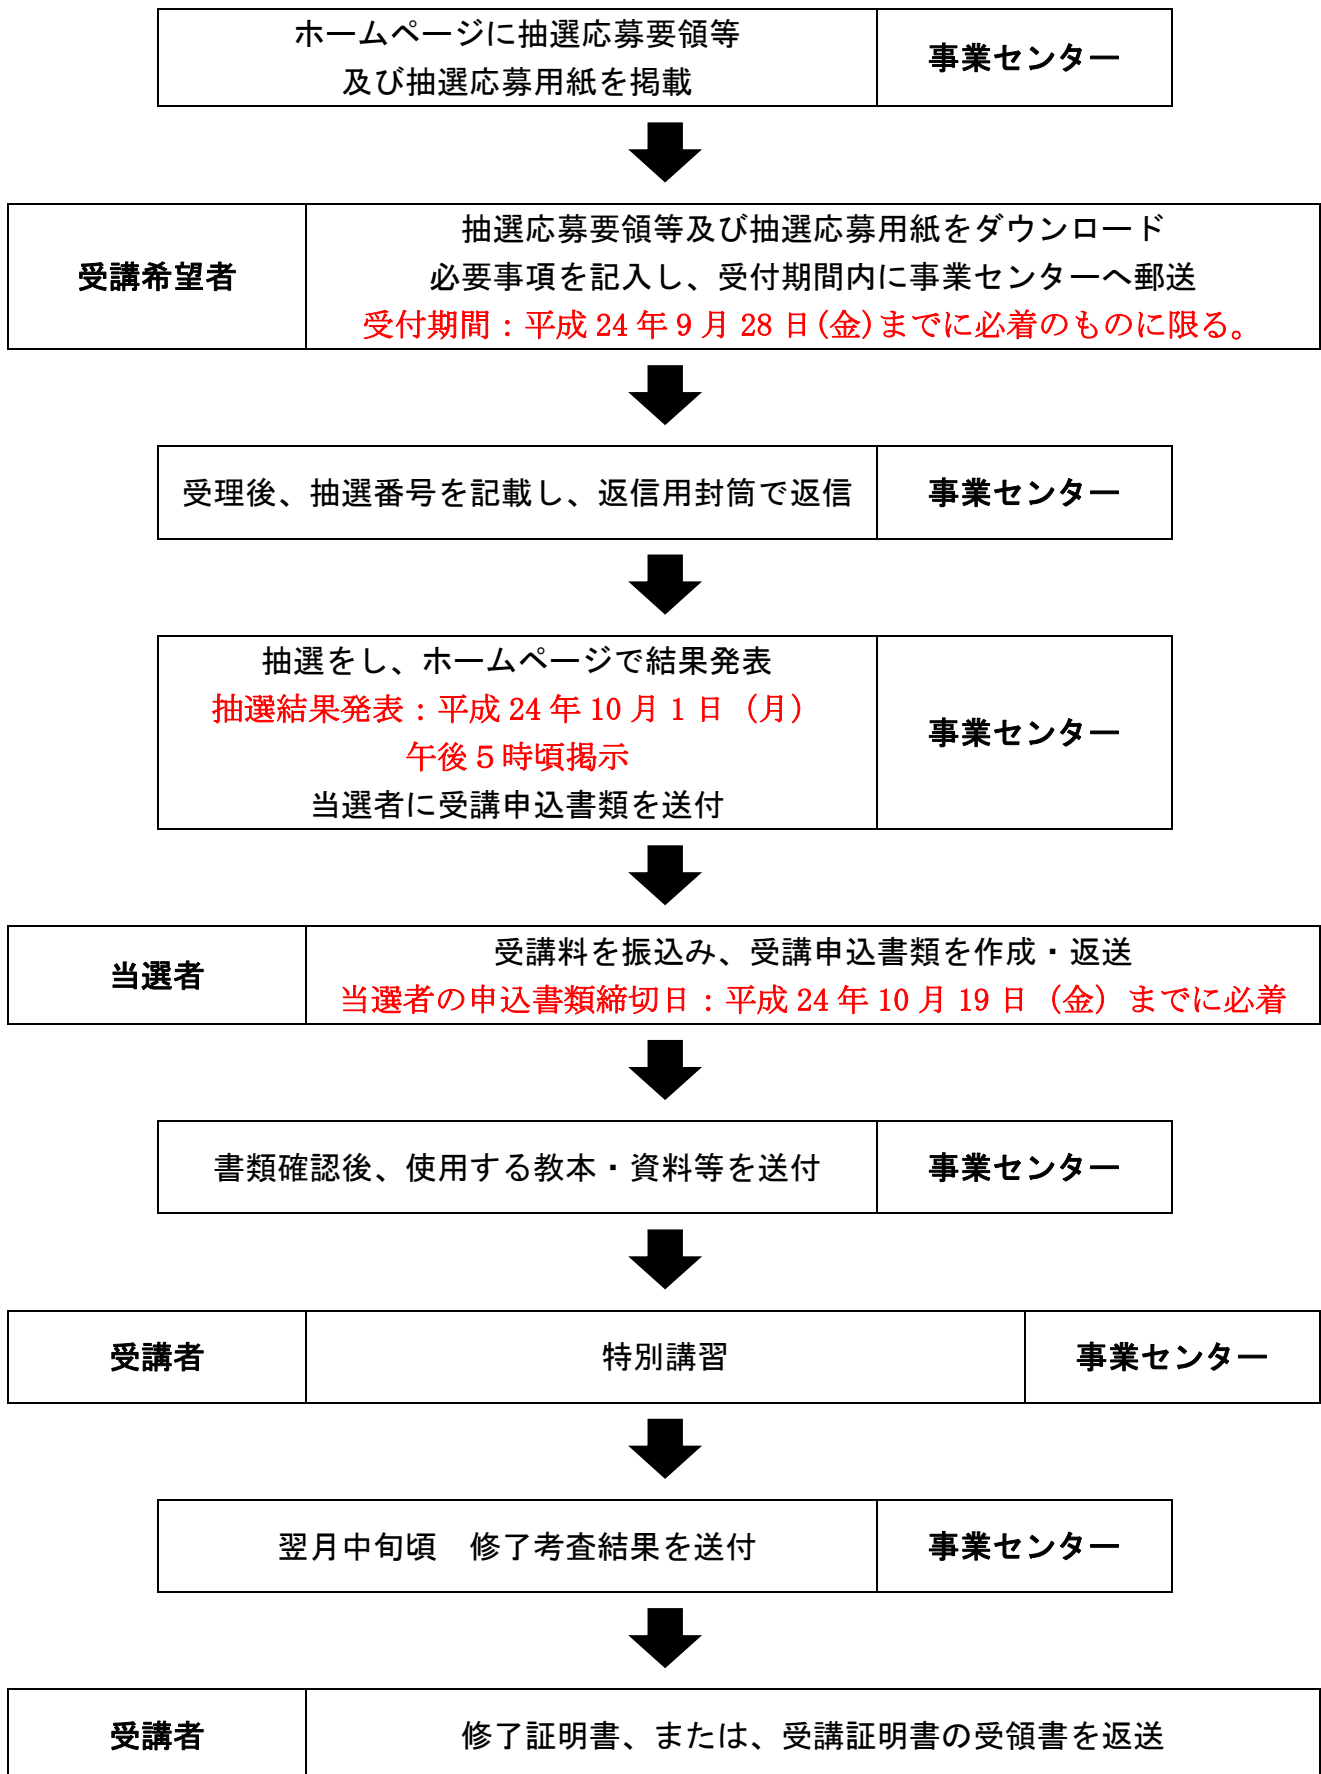 ホームページに抽選応募要領等
及び抽選応募用紙を掲載
事業センター
受講希望者
抽選応募要領等及び抽選応募用紙をダウンロード
必要事項を記入し、受付期間内に事業センターへ郵送
受付期間：平成 24 年 9 月 28 日(金)までに必着のものに限る。
受理後、抽選番号を記載し、返信用封筒で返信
事業センター
抽選をし、ホームページで結果発表
抽選結果発表：平成 24 年 10 月 1 日（月）
午後５時頃掲示
当選者に受講申込書類を送付
事業センター
当選者
受講料を振込み、受講申込書類を作成・返送
当選者の申込書類締切日：平成 24 年 10 月 19 日（金）までに必着
書類確認後、使用する教本・資料等を送付
事業センター
受講者
特別講習
事業センター
翌月中旬頃　修了考査結果を送付
事業センター
受講者
修了証明書、または、受講証明書の受領書を返送